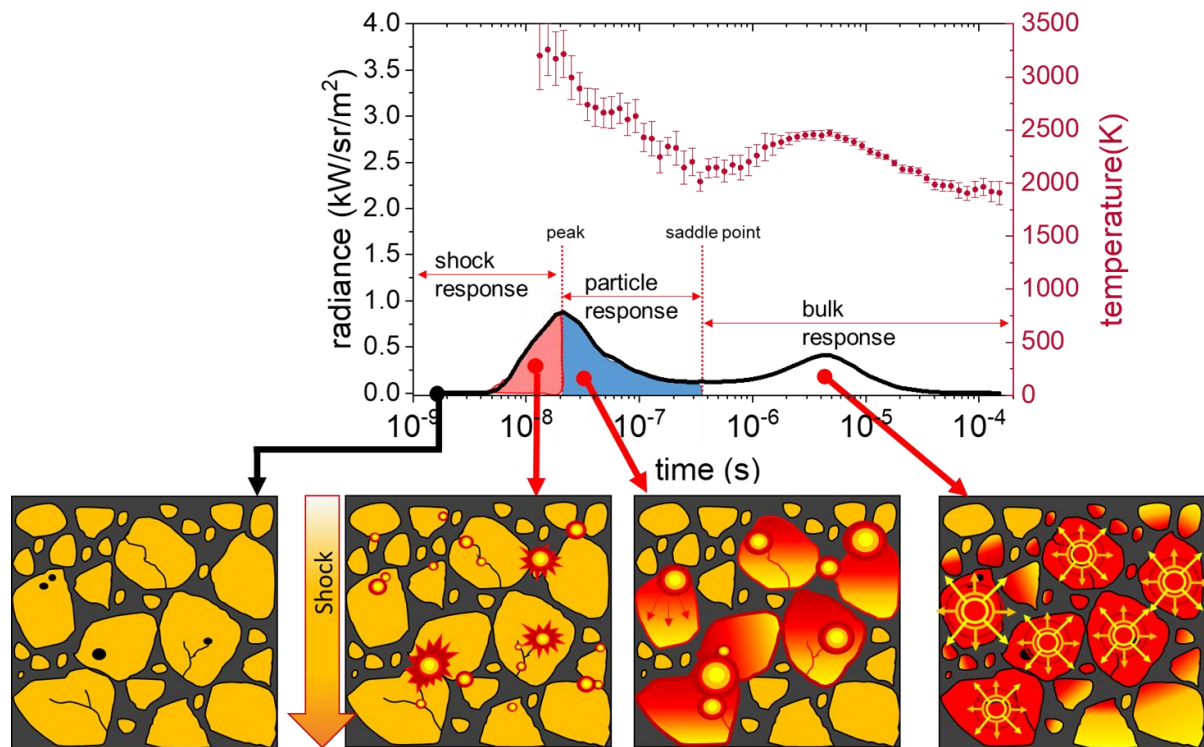 radiance (kW/sr/m²)
4.0
3.5
3.0
2.5
2.0
1.5
1.0
0.5
0.0
3500
3000
2500
2000
1500
1000
500
0
temperature(K)
peak
saddle point
shock
response
particle
response
bulk
response
10⁻⁹
10⁻⁸
10⁻⁷
10⁻⁶
10⁻⁵
10⁻⁴
time (s)
Shock